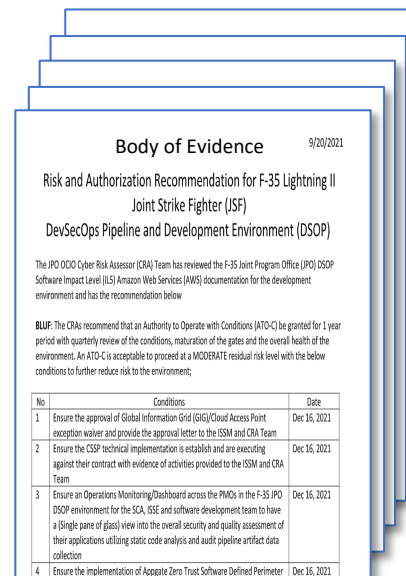 Body of Evidence 9/20/2021
Risk and Authorization Recommendation for F-35 Lightning II
Joint Strike Fighter (JSF)
DevSecOps Pipeline and Development Environment (DSOP)
The JPO OCIO Cyber Risk Assessor (CRA) Team has reviewed the F-35 Joint Program Office (JPO) DSOP
Software Impact Level (IL5) Amazon Web Services (AWS) documentation for the development
environment and has the recommendation below
BLUF: The CRAs recommend that an Authority to Operate with Conditions (ATO-C) be granted for 1 year
period with quarterly review of the conditions, maturation of the gates and the overall health of the
environment. An ATO-C is acceptable to proceed at a MODERATE residual risk level with the below
conditions to further reduce risk to the environment;
No Conditions Date
1 Ensure the approval of Global Information Grid (GIG)/Cloud Access Point Dec 16, 2021
exception waiver and provide the approval letter to the ISSM and CRA Team
2 Ensure the CSSP technical implementation is establish and are executing Dec 16, 2021
against their contract with evidence of activities provided to the ISSM and CRA
Team
3 Ensure an Operations Monitoring/Dashboard across the PMOs in the F-35 JPO Dec 16, 2021
DSOP environment for the SCA, ISSE and software development team to have
a (Single pane of glass) view into the overall security and quality assessment of
their applications utilizing static code analysis and audit pipeline artifact data
collection
4 Ensure the implementation of Appgate Zero Trust Software Defined Perimeter Dec 16, 2021